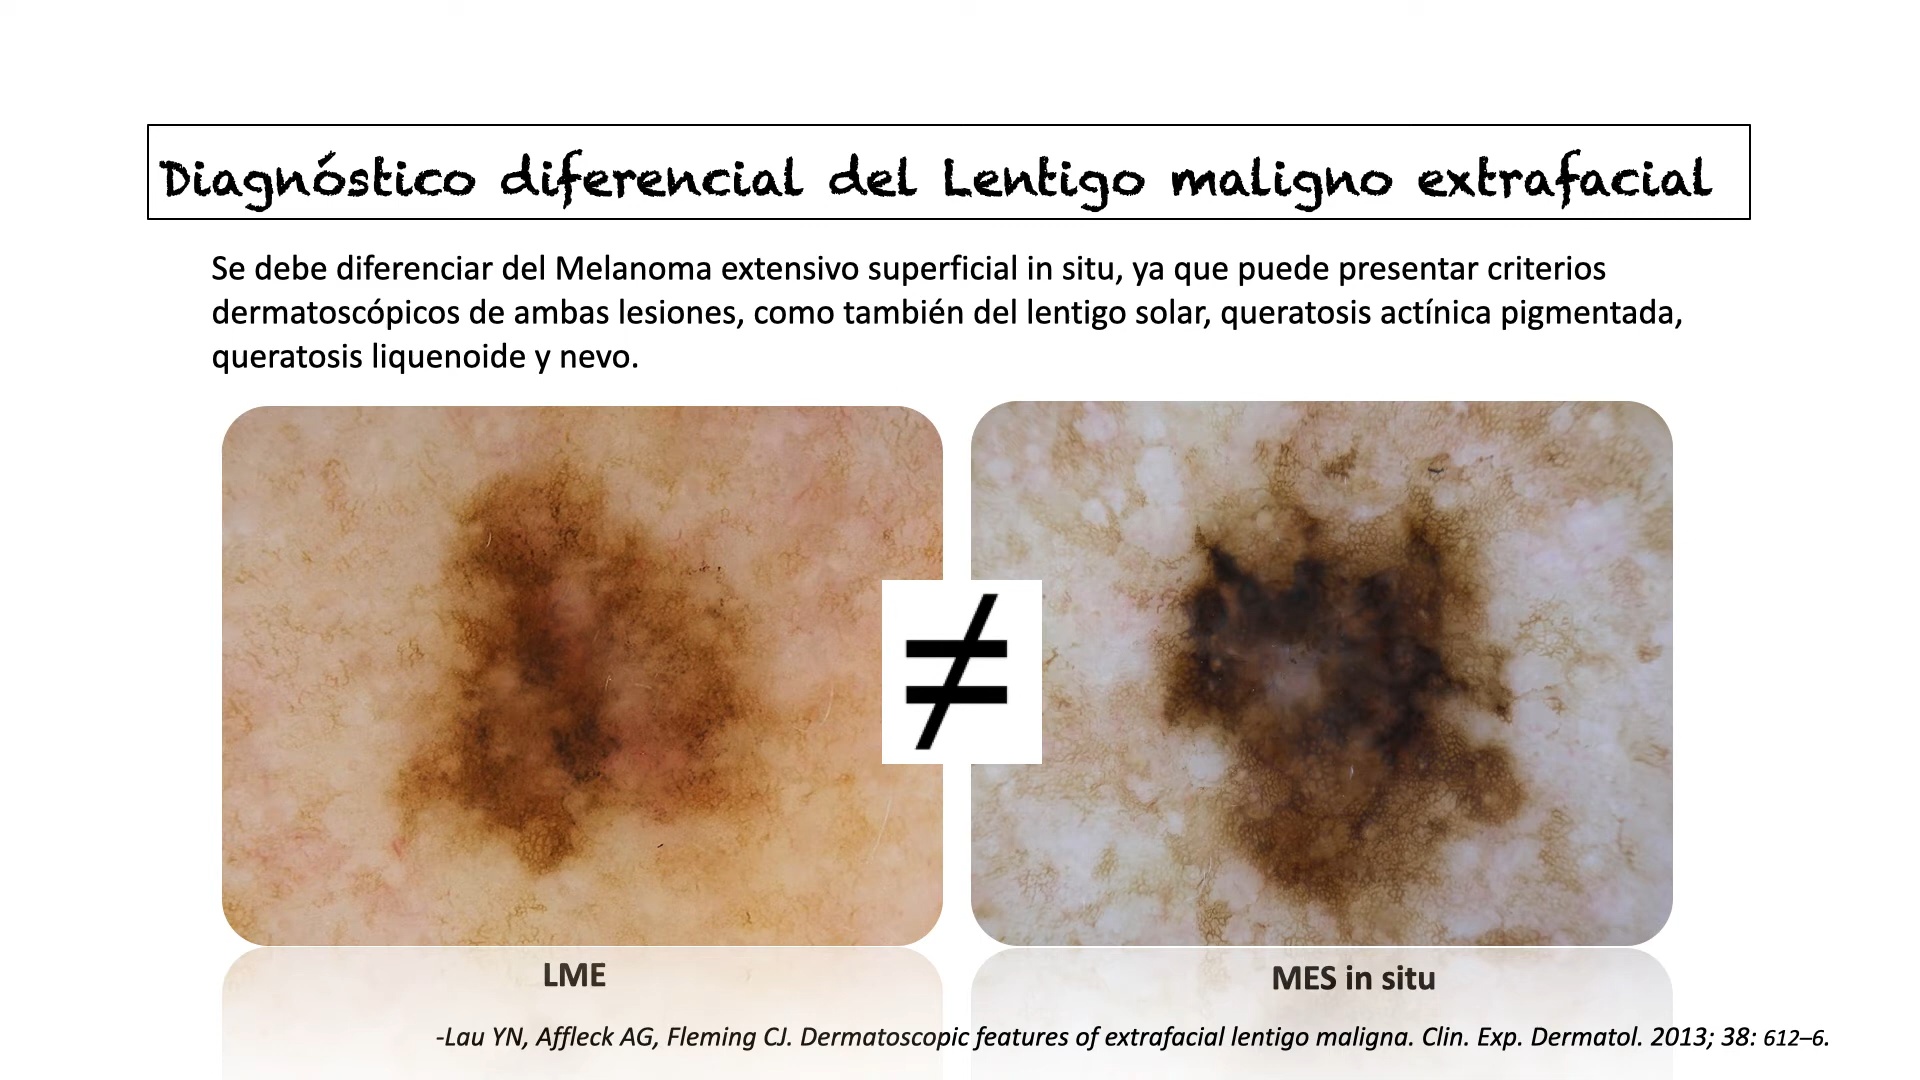 Diagnóstico diferencial del Lentigo maligno extrafacial
Se debe diferenciar del Melanoma extensivo superficial in situ, ya que puede presentar criterios
dermatoscópicos de ambas lesiones, como también del lentigo solar, queratosis actínica pigmentada,
queratosis liquenoide y nevo.
≠
LME
MES in situ
-Lau YN, Affleck AG, Fleming CJ. Dermatoscopic features of extrafacial lentigo maligna. Clin. Exp. Dermatol. 2013; 38: 612–6.